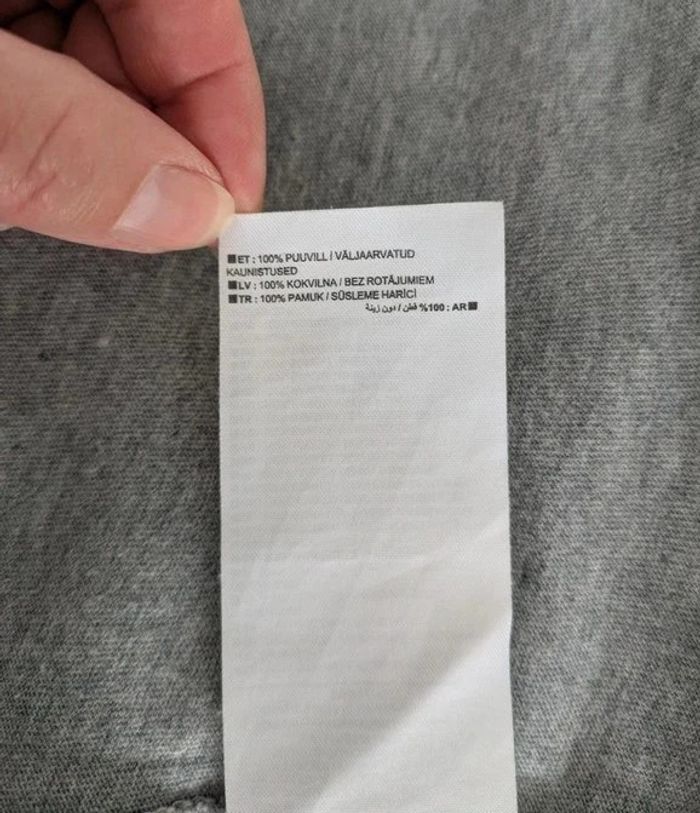 ■ET : 100% PUUVILL / VÄLJAARVATUD
KAUNISTUSED
■LV : 100% KOKVILNA / BEZ ROTĀJUMIEM
■TR : 100% PAMUK / SÜSLEME HARİCİ
■AR : 100% قطن / دون زينة